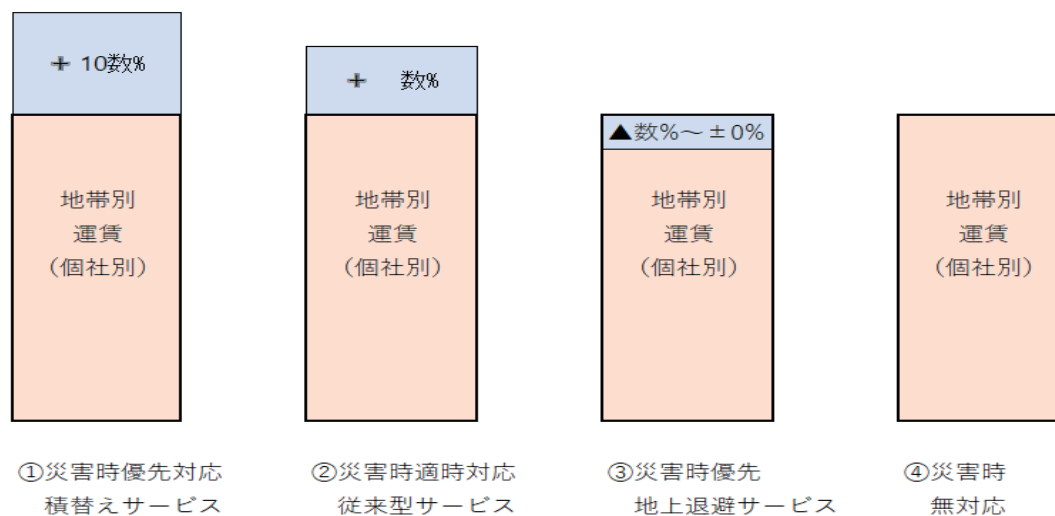 + 10数%
地帯別
運賃
(個社別)
①災害時優先対応
積替えサービス
+ 数%
地帯別
運賃
(個社別)
②災害時適時対応
従来型サービス
▲数%～±0%
地帯別
運賃
(個社別)
③災害時優先
地上退避サービス
地帯別
運賃
(個社別)
④災害時
無対応